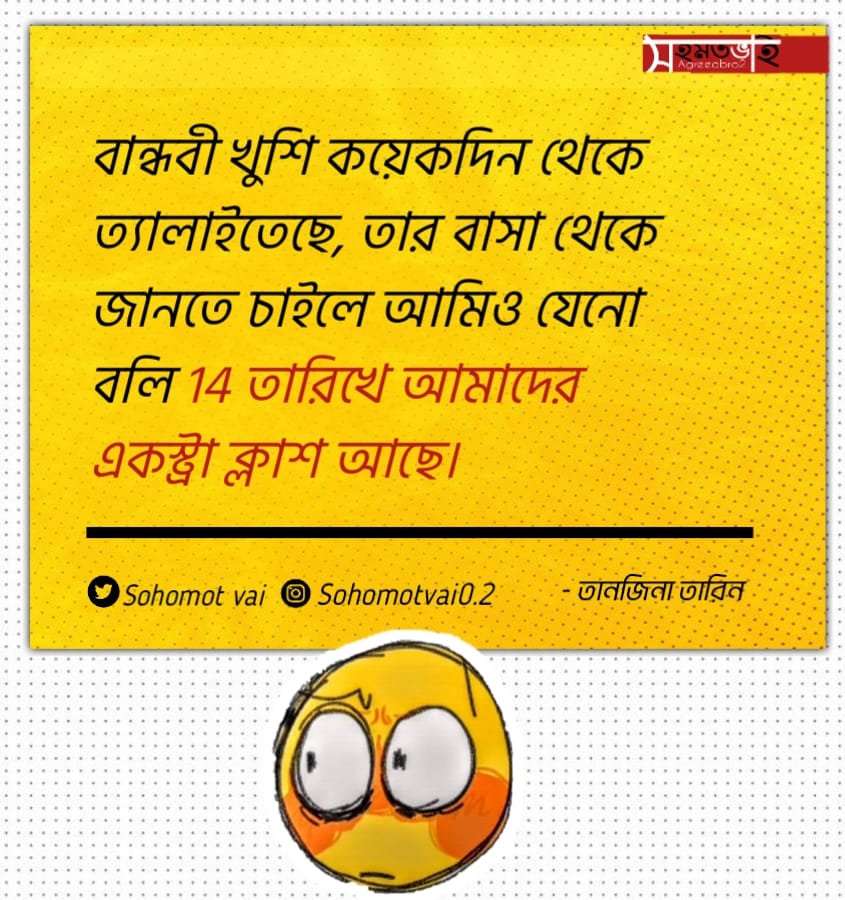 সহমতভাই
Agreeabro?
বান্ধবী খুশি কয়েকদিন থেকে
ত্যালাইতেছে, তার বাসা থেকে
জানতে চাইলে আমিও যেনো
বলি 14 তারিখে আমাদের
একস্ট্রা ক্লাশ আছে।
Sohomot vai Sohomotvai0.2 - তানজিনা তারিন